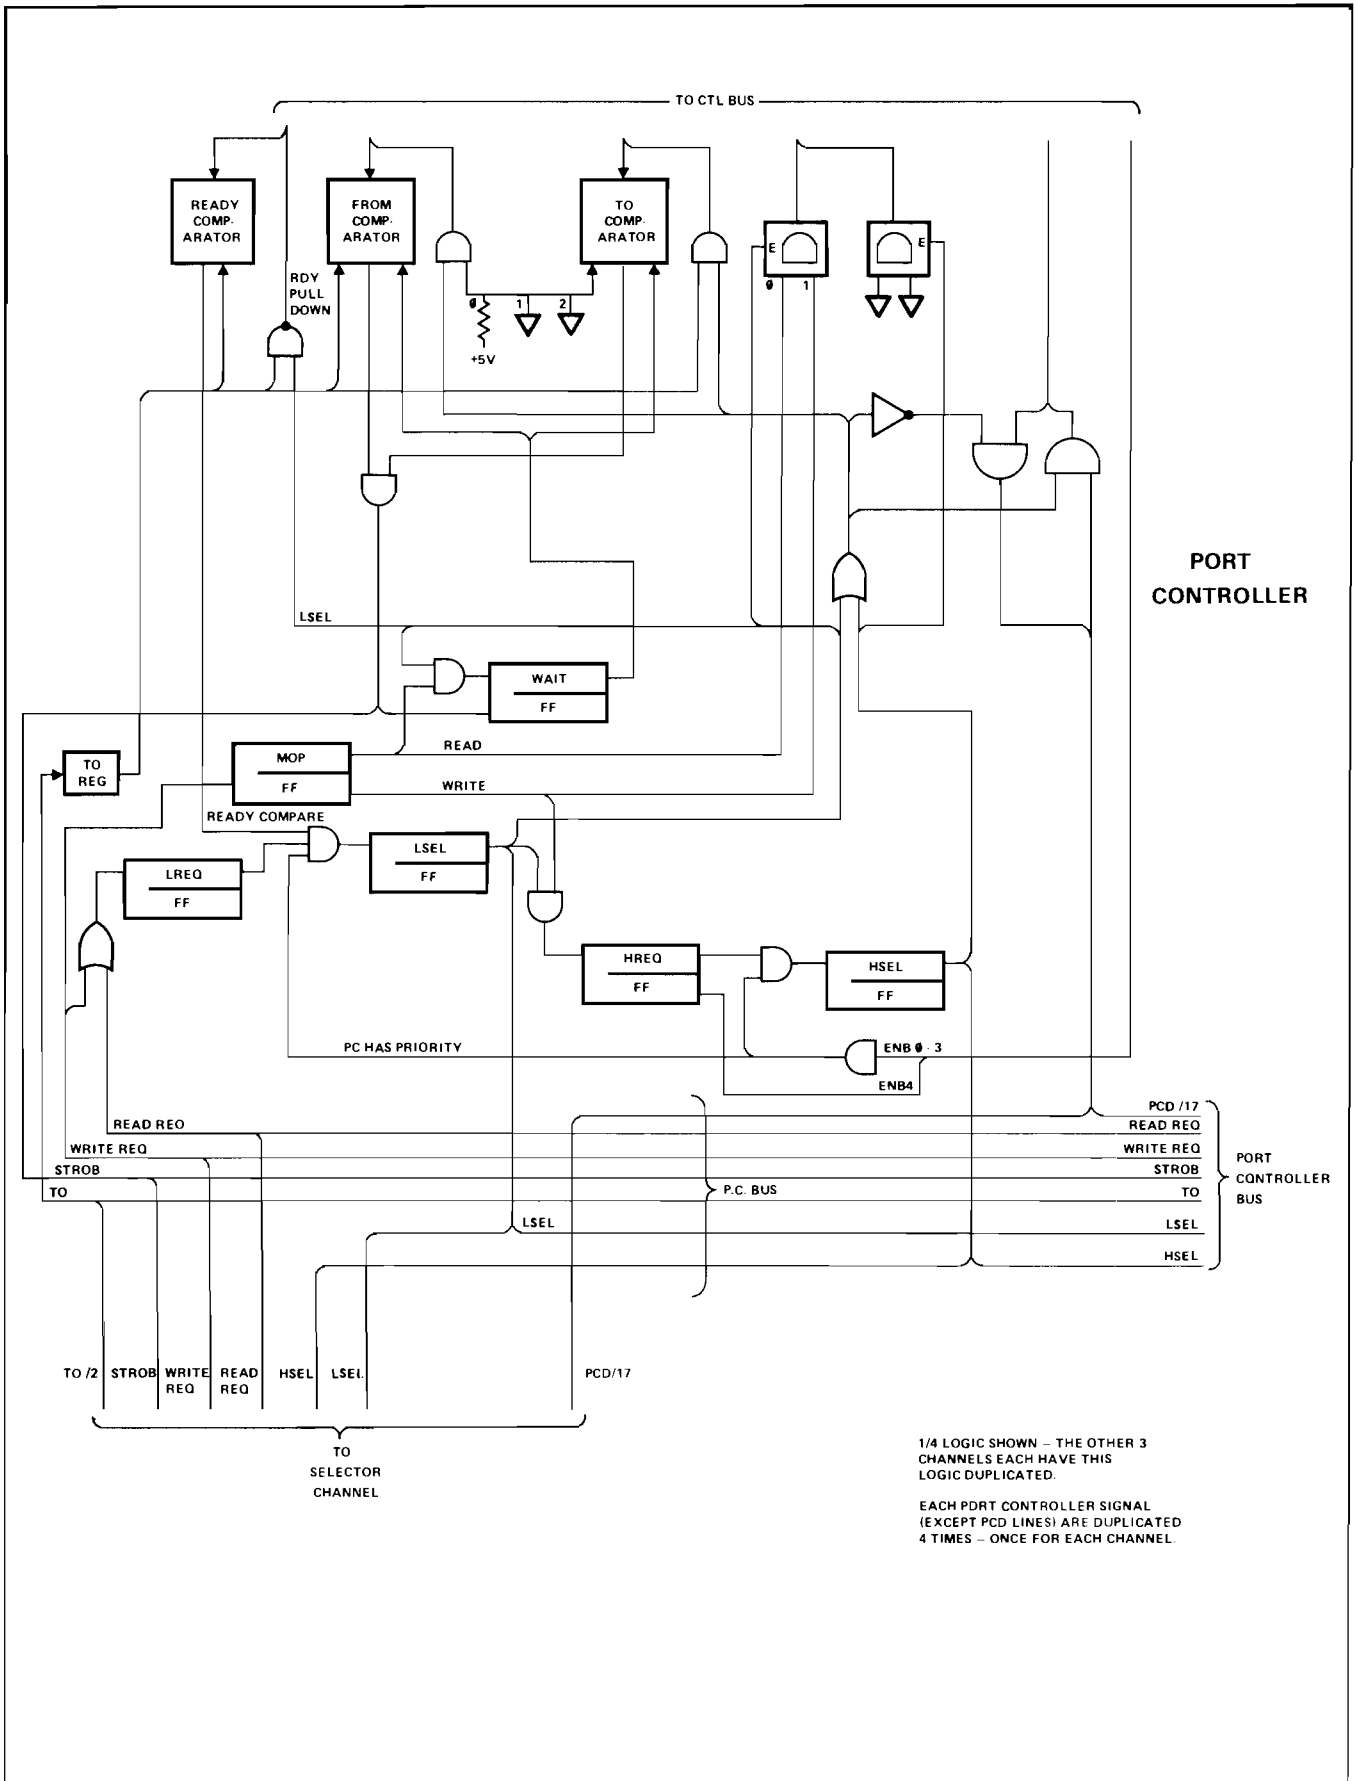 TO CTL BUS
READY
COMP-
ARATOR
FROM
COMP-
ARATOR
TO
COMP-
ARATOR
E
E
0 1
RDY
PULL
DOWN
0 1 2
+5V
PORT
CONTROLLER
LSEL
WAIT
FF
TO
REG
MOP
FF
READ
WRITE
READY COMPARE
LSEL
FF
LREQ
FF
HREQ
FF
HSEL
FF
PC HAS PRIORITY
ENB 0 - 3
ENB4
PCD /17
READ REQ
READ REQ
WRITE REQ
WRITE REQ
STROB
STROB
TO
TO
P.C. BUS
PORT
CONTROLLER
BUS
LSEL
LSEL
HSEL
TO /2
STROB
WRITE
REQ
READ
REQ
HSEL
LSEL
PCD/17
TO
SELECTOR
CHANNEL
1/4 LOGIC SHOWN – THE OTHER 3
CHANNELS EACH HAVE THIS
LOGIC DUPLICATED.
EACH PORT CONTROLLER SIGNAL
(EXCEPT PCD LINES) ARE DUPLICATED
4 TIMES – ONCE FOR EACH CHANNEL.